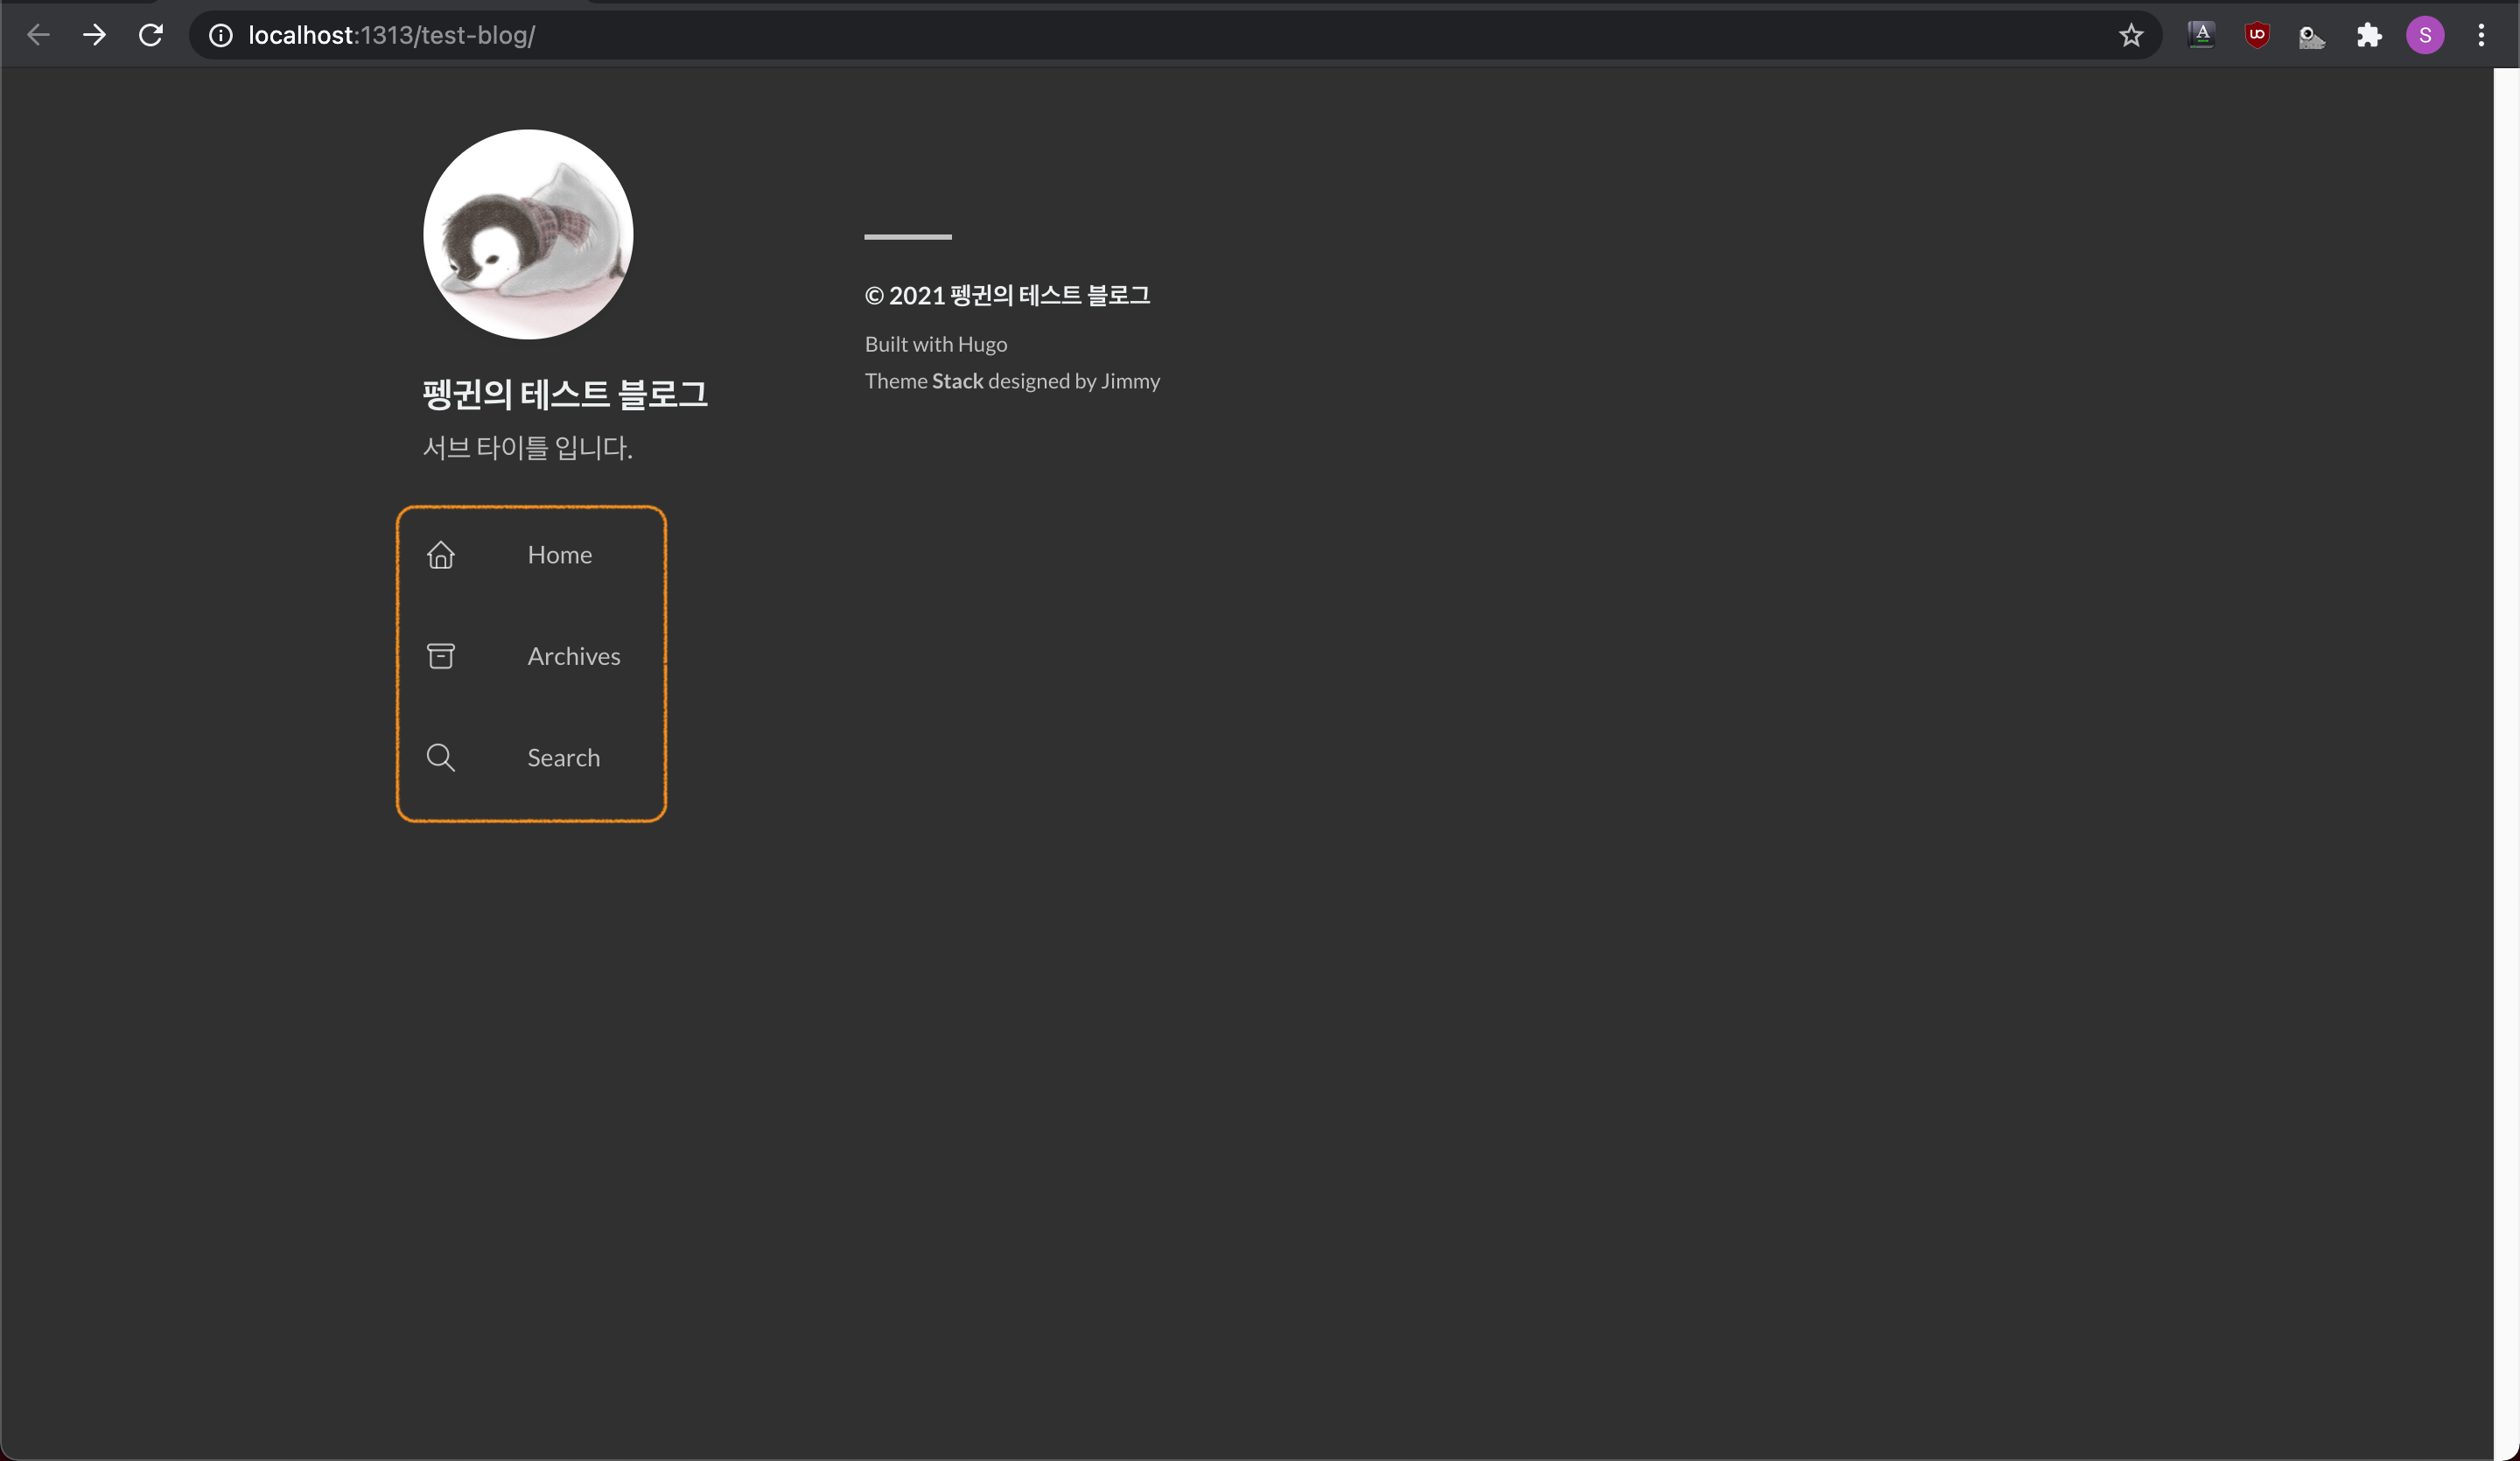 localhost:1313/test-blog/
S
펭귄의 테스트 블로그
서브 타이틀 입니다.
Home
Archives
Search
© 2021 펭귄의 테스트 블로그
Built with Hugo
Theme Stack designed by Jimmy